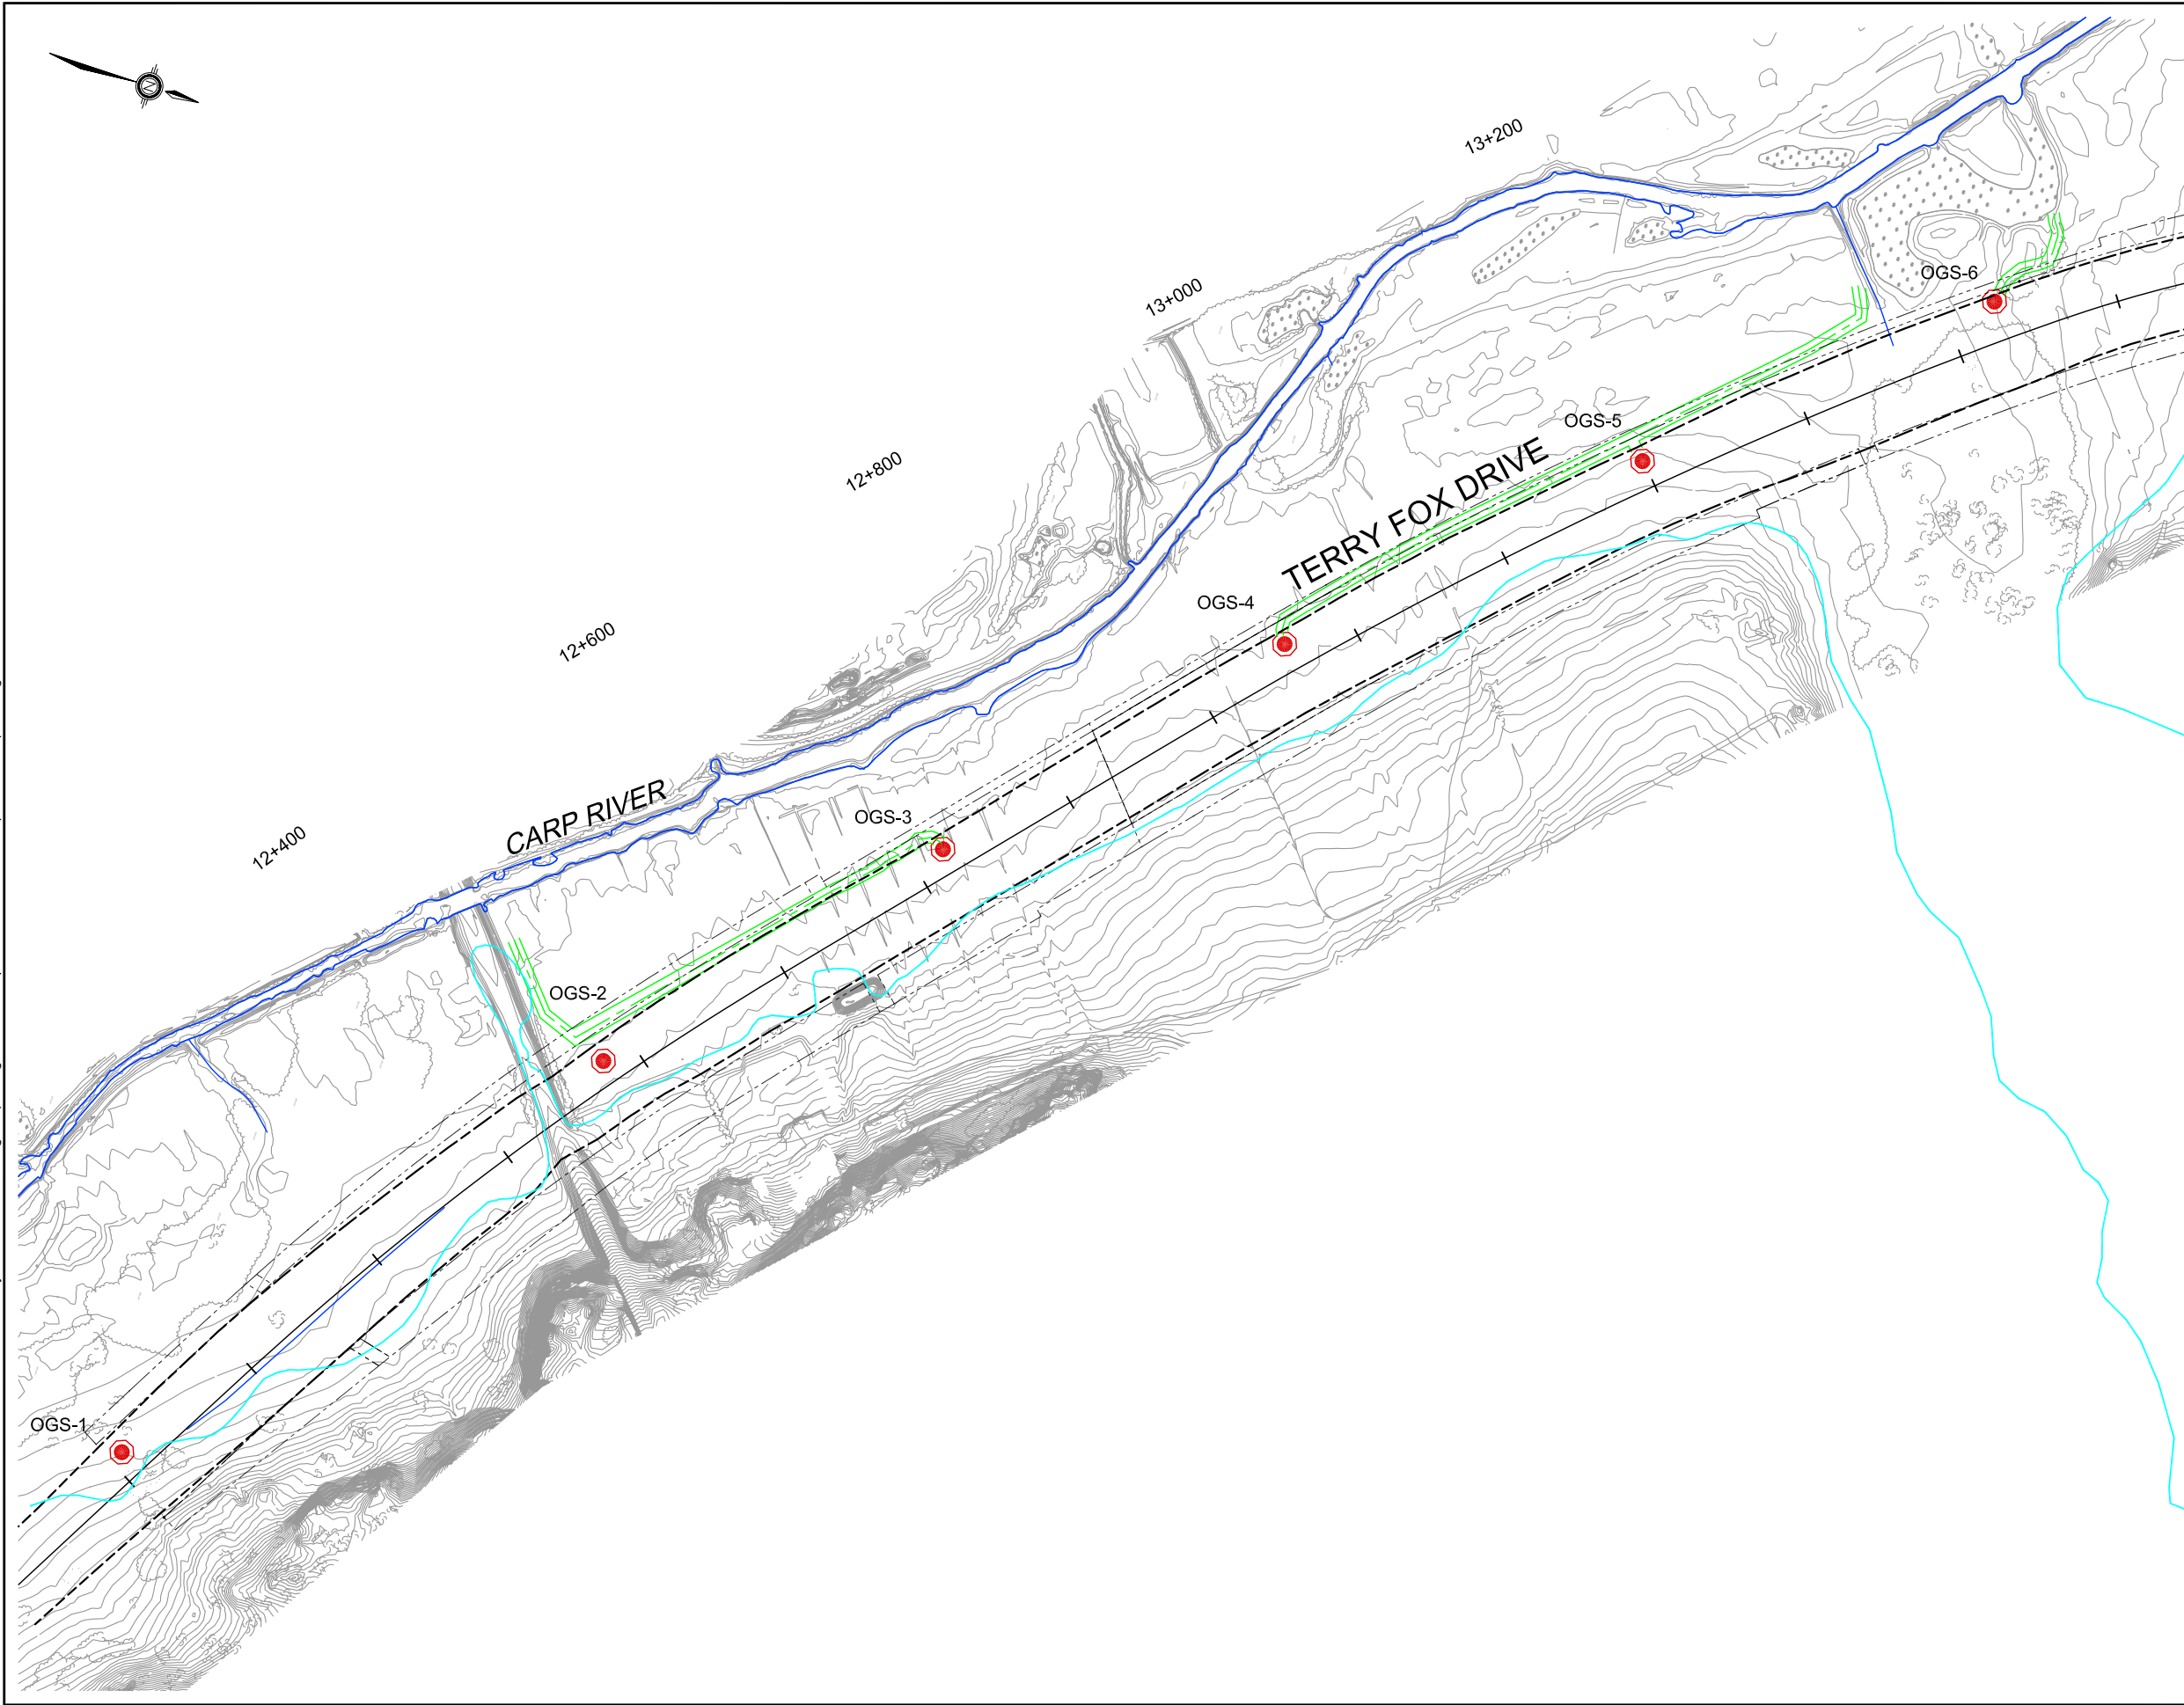 N
13+200
OGS-6
13+000
OGS-5
12+800
TERRY FOX DRIVE
OGS-4
12+600
CARP RIVER
OGS-3
12+400
OGS-2
OGS-1